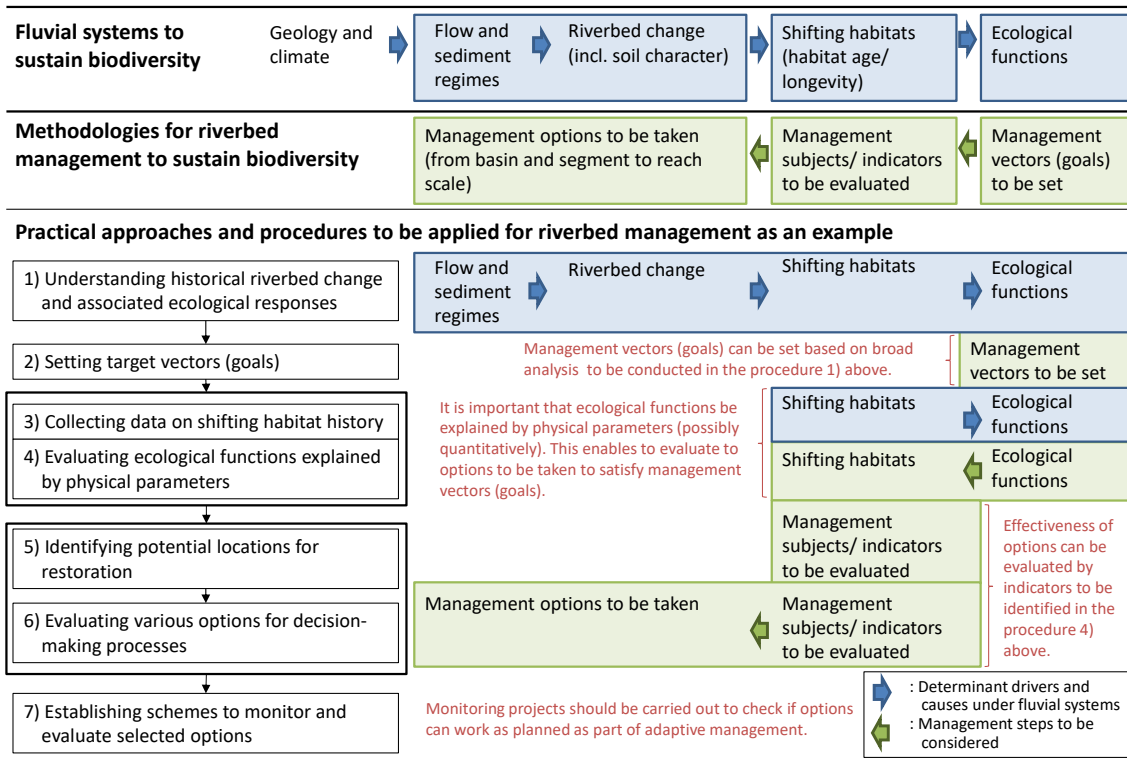 Fluvial systems to
sustain biodiversity
Geology and
climate
Flow and
sediment
regimes
Riverbed change
(incl. soil character)
Shifting habitats
(habitat age/
longevity)
Ecological
functions
Methodologies for riverbed
management to sustain biodiversity
Management options to be taken
(from basin and segment to reach
scale)
Management
subjects/ indicators
to be evaluated
Management
vectors (goals)
to be set
Practical approaches and procedures to be applied for riverbed management as an example
1) Understanding historical riverbed change
and associated ecological responses
Flow and
sediment
regimes
Riverbed change
Shifting habitats
Ecological
functions
2) Setting target vectors (goals)
Management vectors (goals) can be set based on broad
analysis to be conducted in the procedure 1) above.
Management
vectors to be set
3) Collecting data on shifting habitat history
4) Evaluating ecological functions explained
by physical parameters
It is important that ecological functions be
explained by physical parameters (possibly
quantitatively). This enables to evaluate to
options to be taken to satisfy management
vectors (goals).
Shifting habitats
Ecological
functions
Shifting habitats
Ecological
functions
5) Identifying potential locations for
restoration
Management
subjects/ indicators
to be evaluated
6) Evaluating various options for decision-
making processes
Management options to be taken
Management
subjects/ indicators
to be evaluated
Effectiveness of
options can be
evaluated by
indicators to be
identified in the
procedure 4)
above.
7) Establishing schemes to monitor and
evaluate selected options
Monitoring projects should be carried out to check if options
can work as planned as part of adaptive management.
: Determinant drivers and
causes under fluvial systems
: Management steps to be
considered